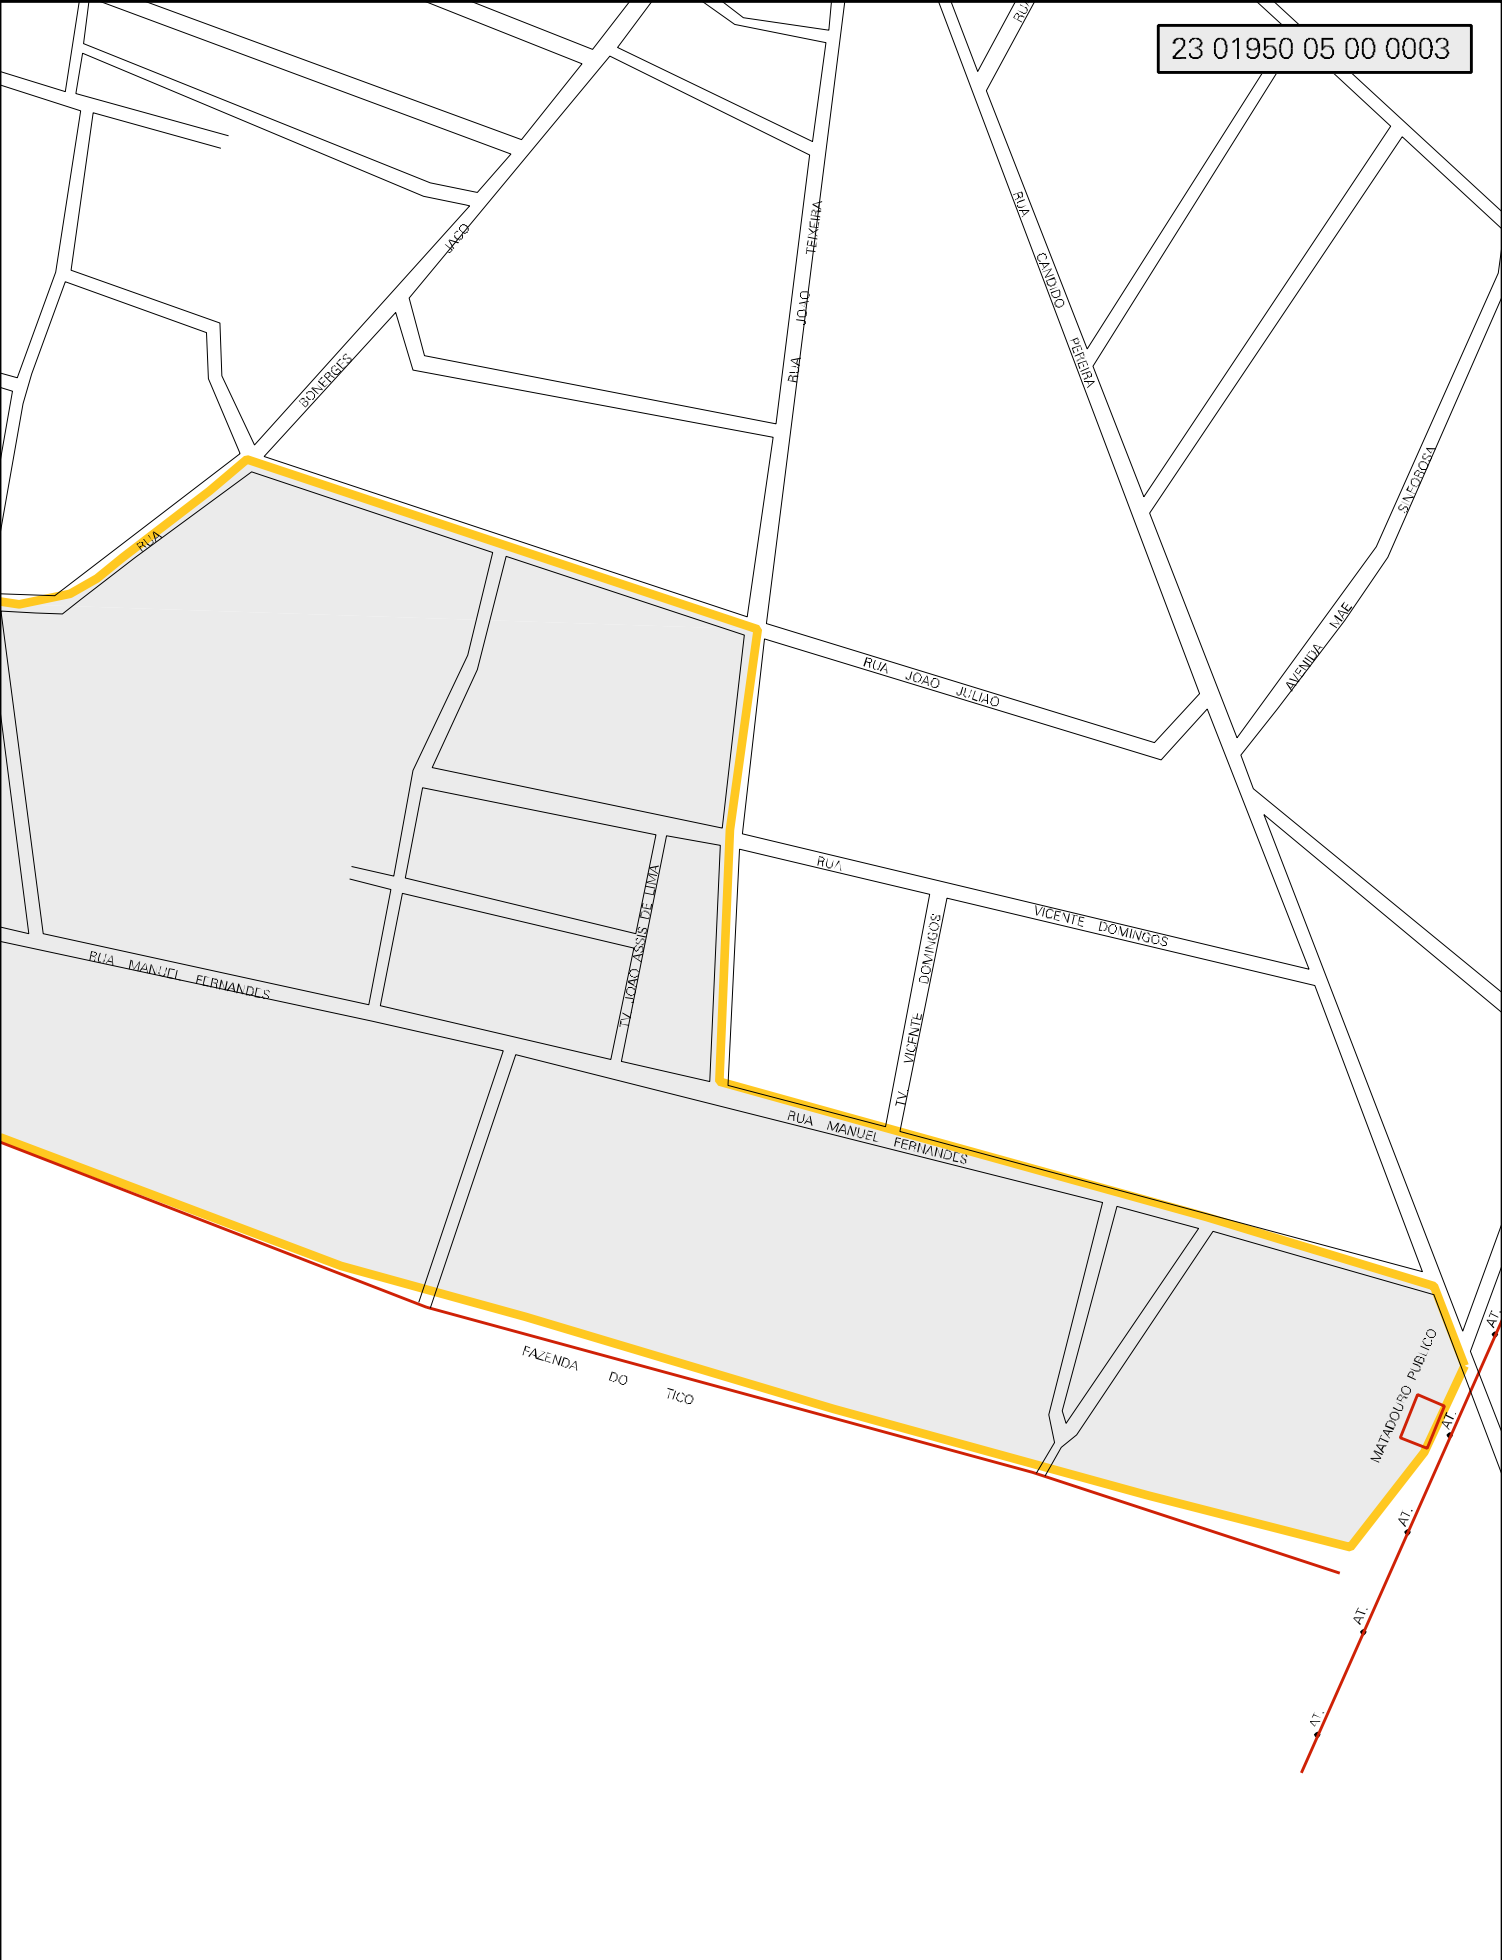 RUA
23 01950 05 00 0003
RUA CANDIDO PEREIRA
RUA JOAO TEIXEIRA
RUA BONERGES JACO
AVENIDA MAE SINFOROSA
RUA JOAO JULIAO
RUA VICENTE DOMINGOS
TV JOAO ASSIS DE LIMA
TV VICENTE DOMINGOS
RUA MANUEL FERNANDES
RUA MANUEL FERNANDES
MATADOURO PUBLICO
FAZENDA DO TICO
AT.
AT.
AT.
AT.
AT.